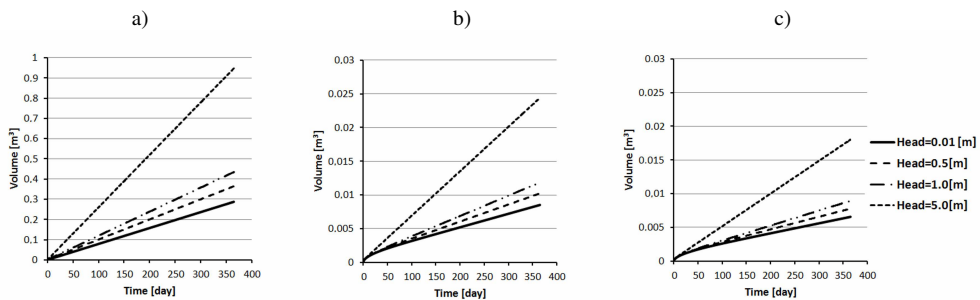 a)
b)
c)
1
0.9
0.8
0.7
0.6
0.5
0.4
0.3
0.2
0.1
0
Volume [m³]
0 50 100 150 200 250 300 350 400
Time [day]
0.03
0.025
0.02
0.015
0.01
0.005
0
Volume [m³]
0 50 100 150 200 250 300 350 400
Time [day]
0.03
0.025
0.02
0.015
0.01
0.005
0
Volume [m³]
0 50 100 150 200 250 300 350 400
Time [day]
Head=0.01 [m]
Head=0.5[m]
Head=1.0[m]
Head=5.0[m]